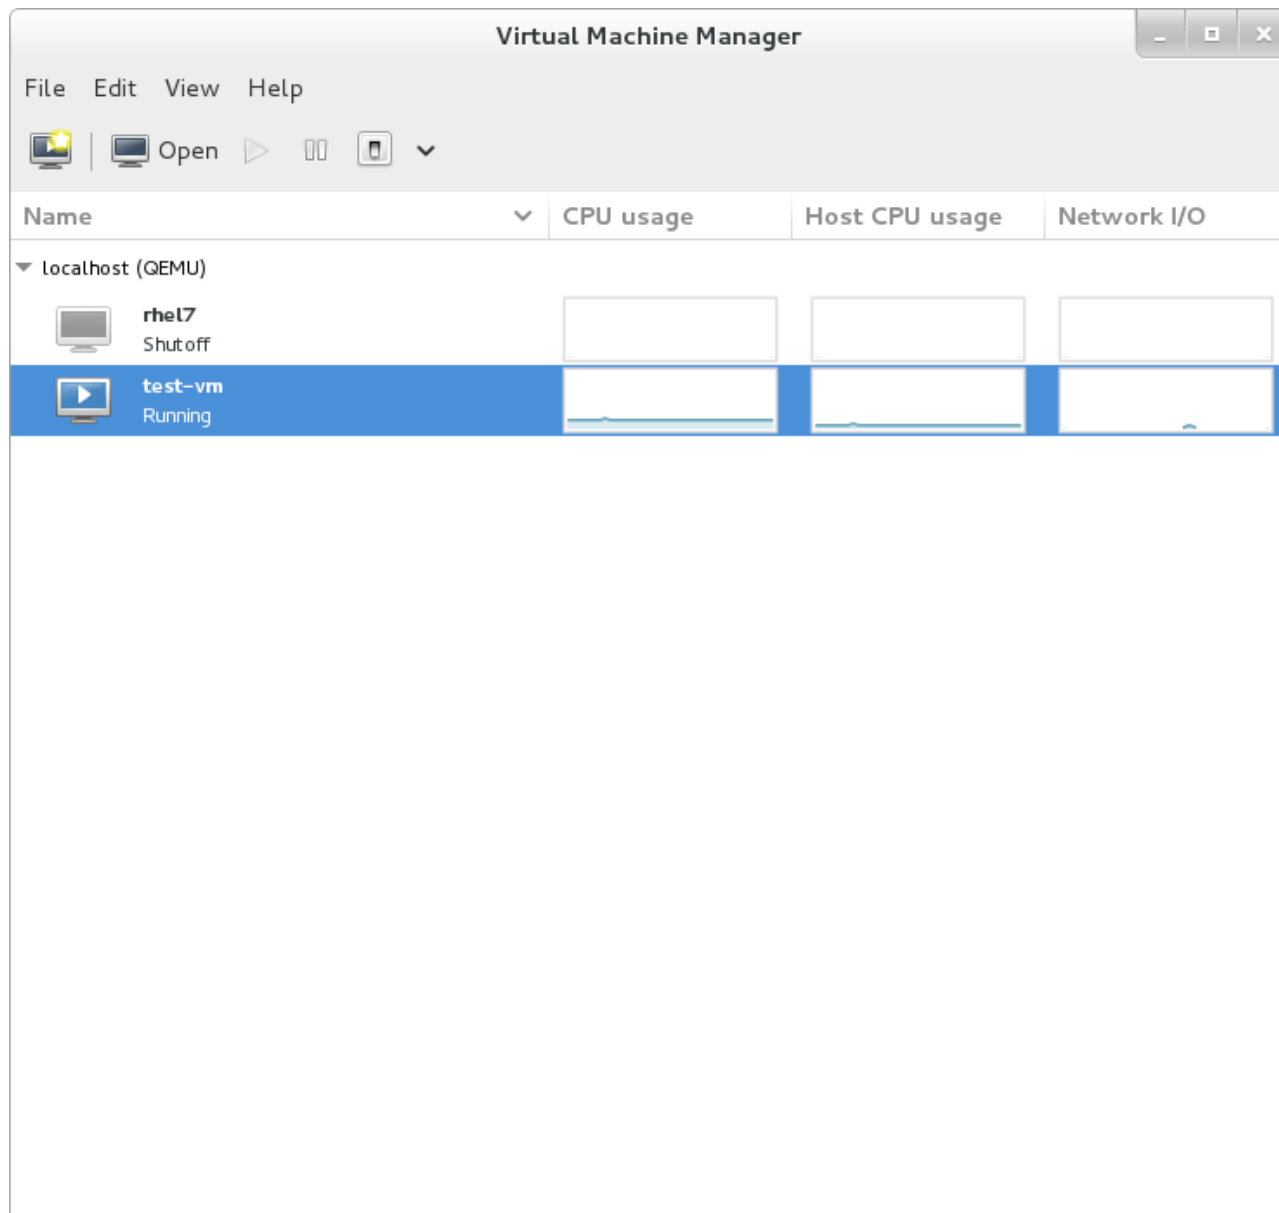 Virtual Machine Manager
File Edit View Help
Open
Name CPU usage Host CPU usage Network I/O
localhost (QEMU)
rhel7
Shutoff
test-vm
Running